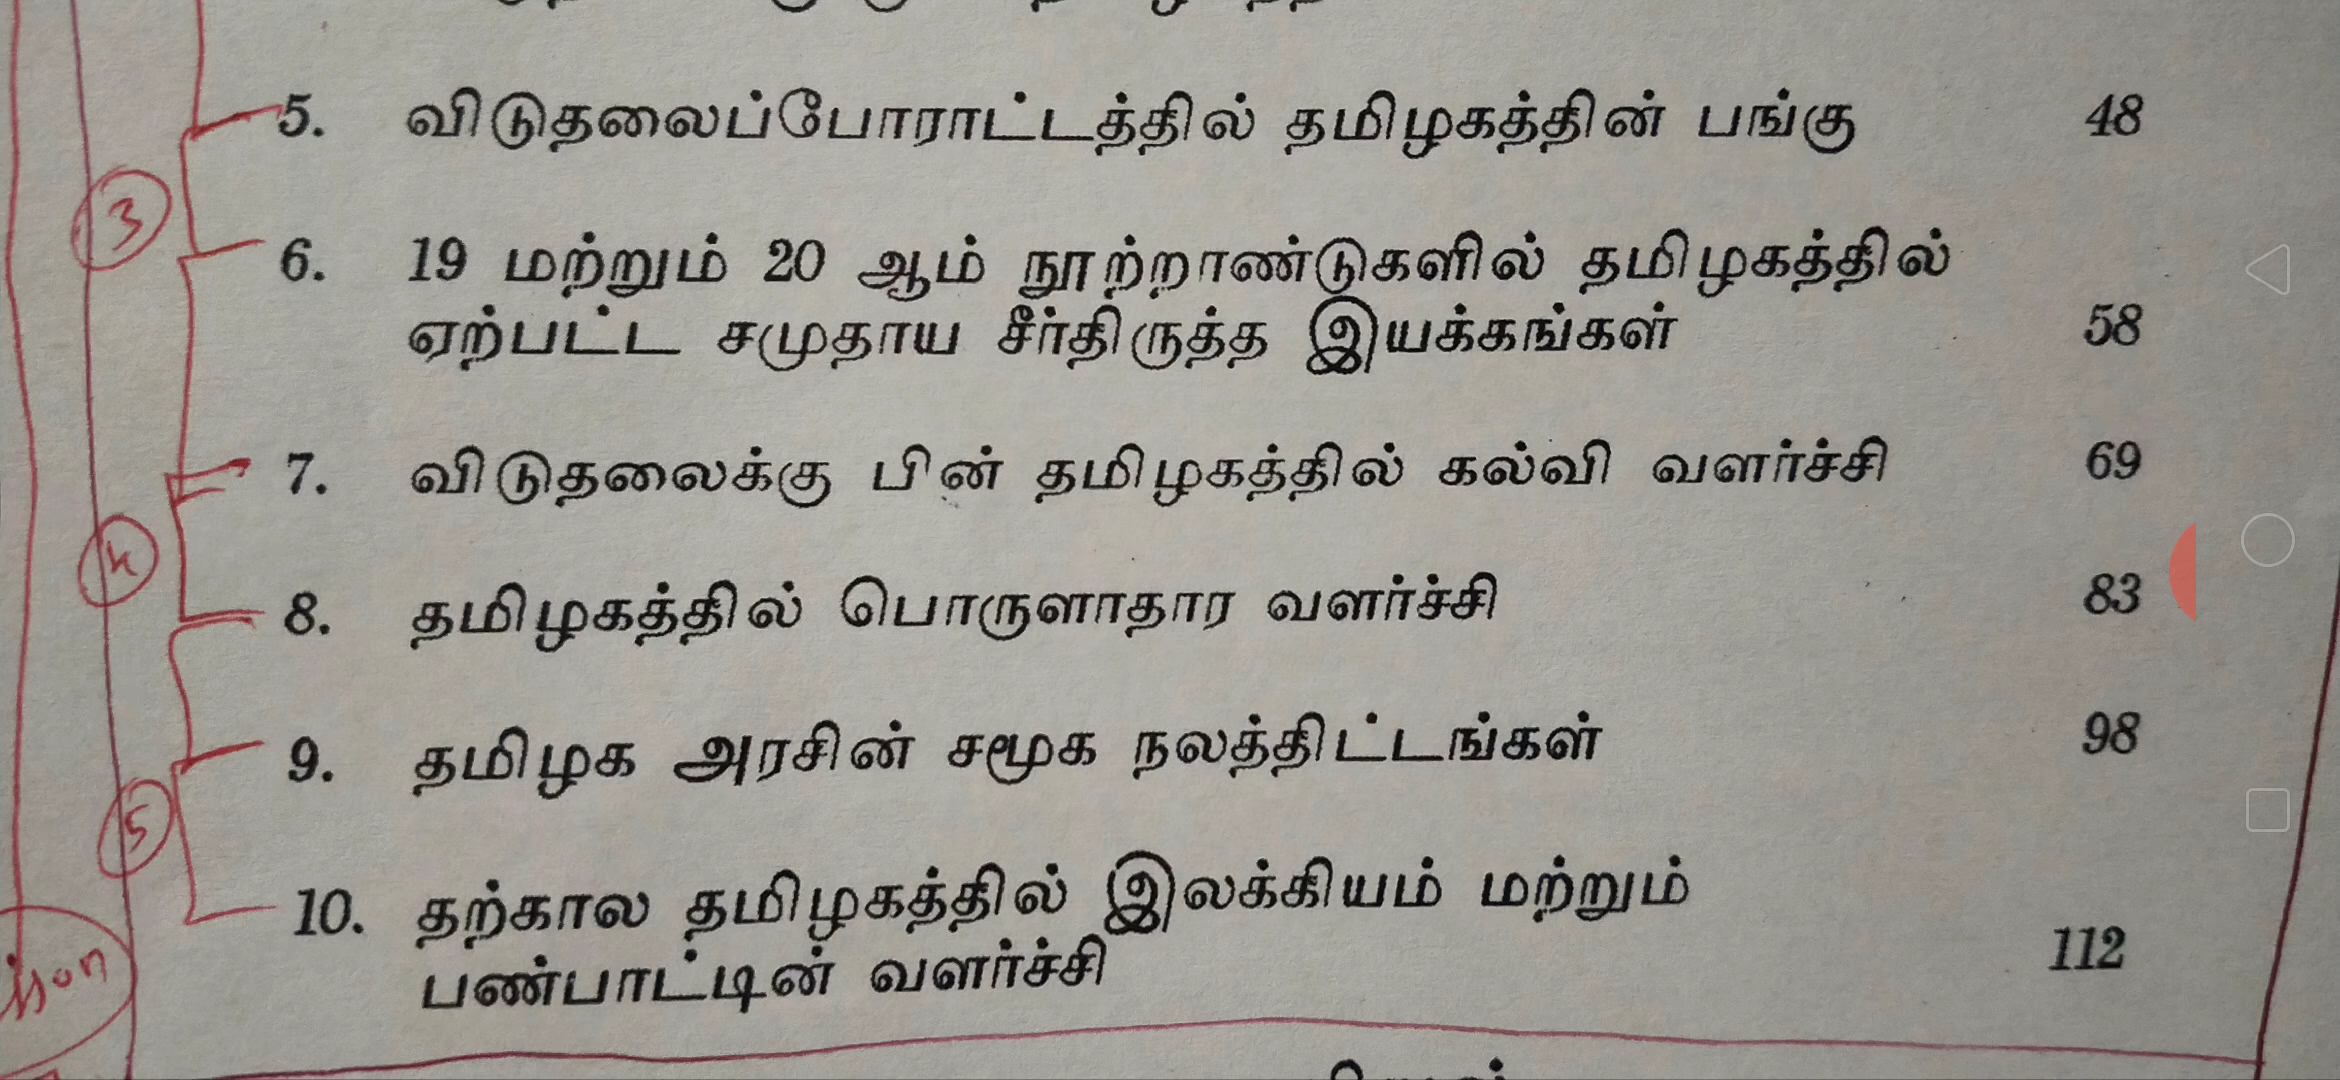 5. விடுதலைப்போராட்டத்தில் தமிழகத்தின் பங்கு 48
3
6. 19 மற்றும் 20 ஆம் நூற்றாண்டுகளில் தமிழகத்தில்
ஏற்பட்ட சமுதாய சீர்திருத்த இயக்கங்கள் 58
7. விடுதலைக்கு பின் தமிழகத்தில் கல்வி வளர்ச்சி 69
8. தமிழகத்தில் பொருளாதார வளர்ச்சி 83
9. தமிழக அரசின் சமூக நலத்திட்டங்கள் 98
5
10. தற்கால தமிழகத்தில் இலக்கியம் மற்றும்
பண்பாட்டின் வளர்ச்சி 112